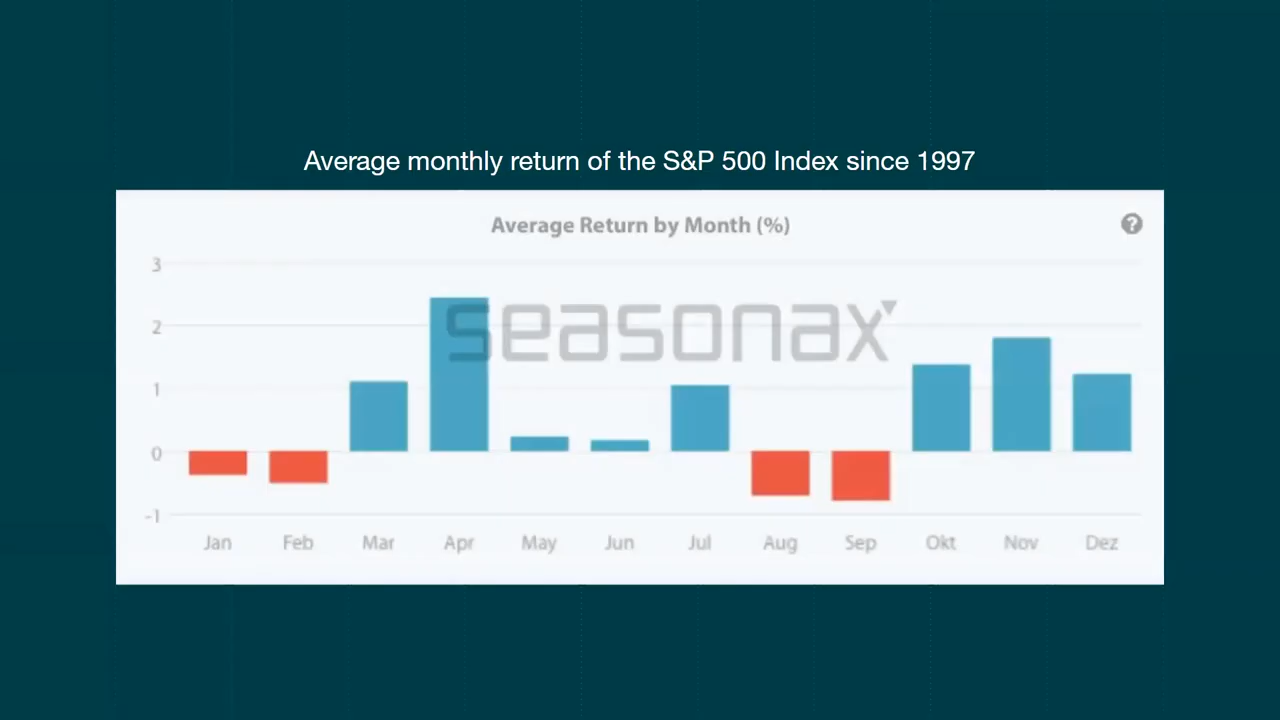 Average monthly return of the S&P 500 Index since 1997
Average Return by Month (%)
?
3
seasonax
2
1
0
-1
Jan Feb Mar Apr May Jun Jul Aug Sep Okt Nov Dez